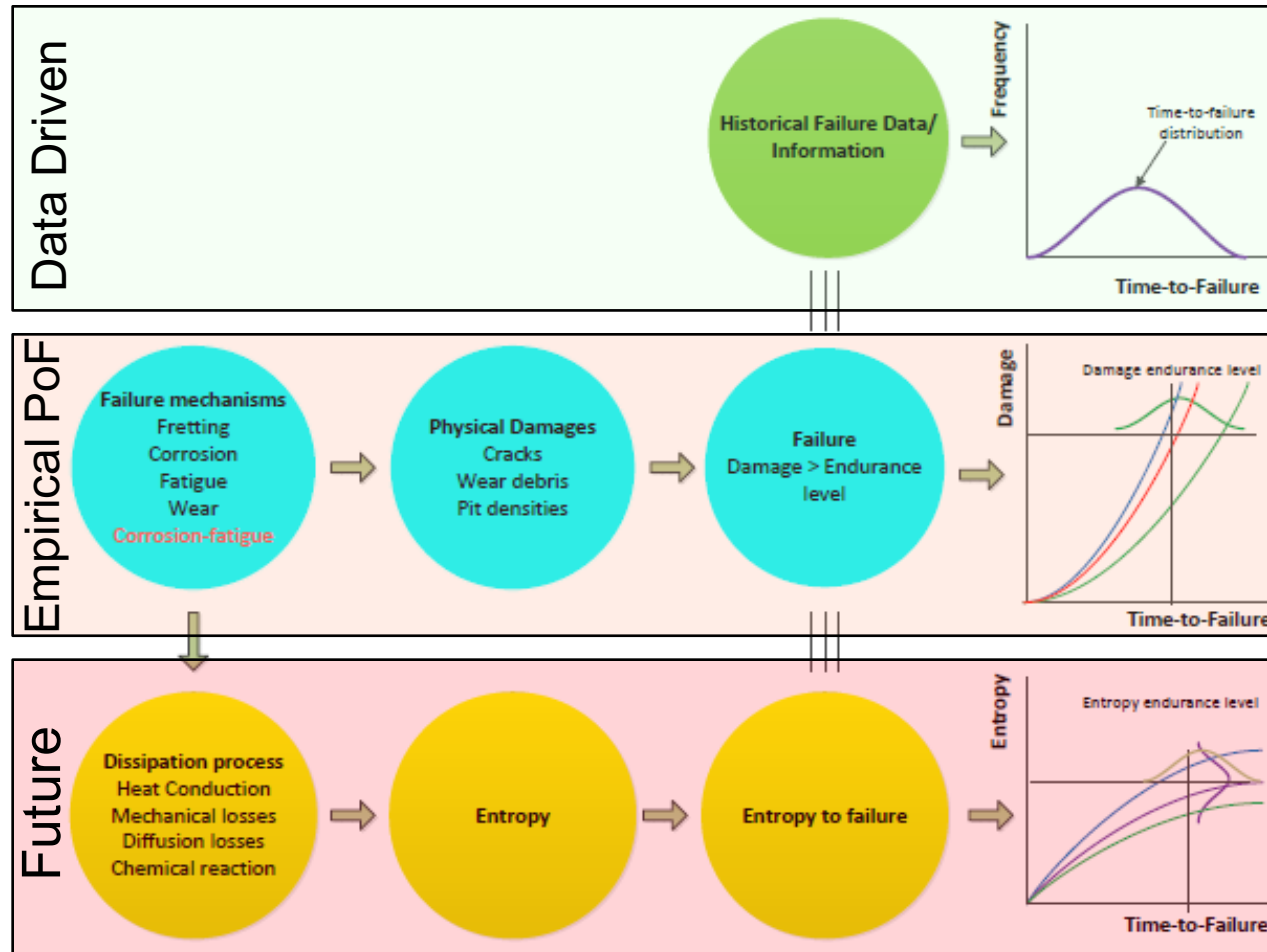 Data Driven
Historical Failure Data/
Information
Frequency
Time-to-failure
distribution
Time-to-Failure
Empirical PoF
Failure mechanisms
Fretting
Corrosion
Fatigue
Wear
Corrosion-fatigue
Physical Damages
Cracks
Wear debris
Pit densities
Failure
Damage > Endurance
level
Damage
Damage endurance level
Time-to-Failure
Future
Dissipation process
Heat Conduction
Mechanical losses
Diffusion losses
Chemical reaction
Entropy
Entropy to failure
Entropy
Entropy endurance level
Time-to-Failure